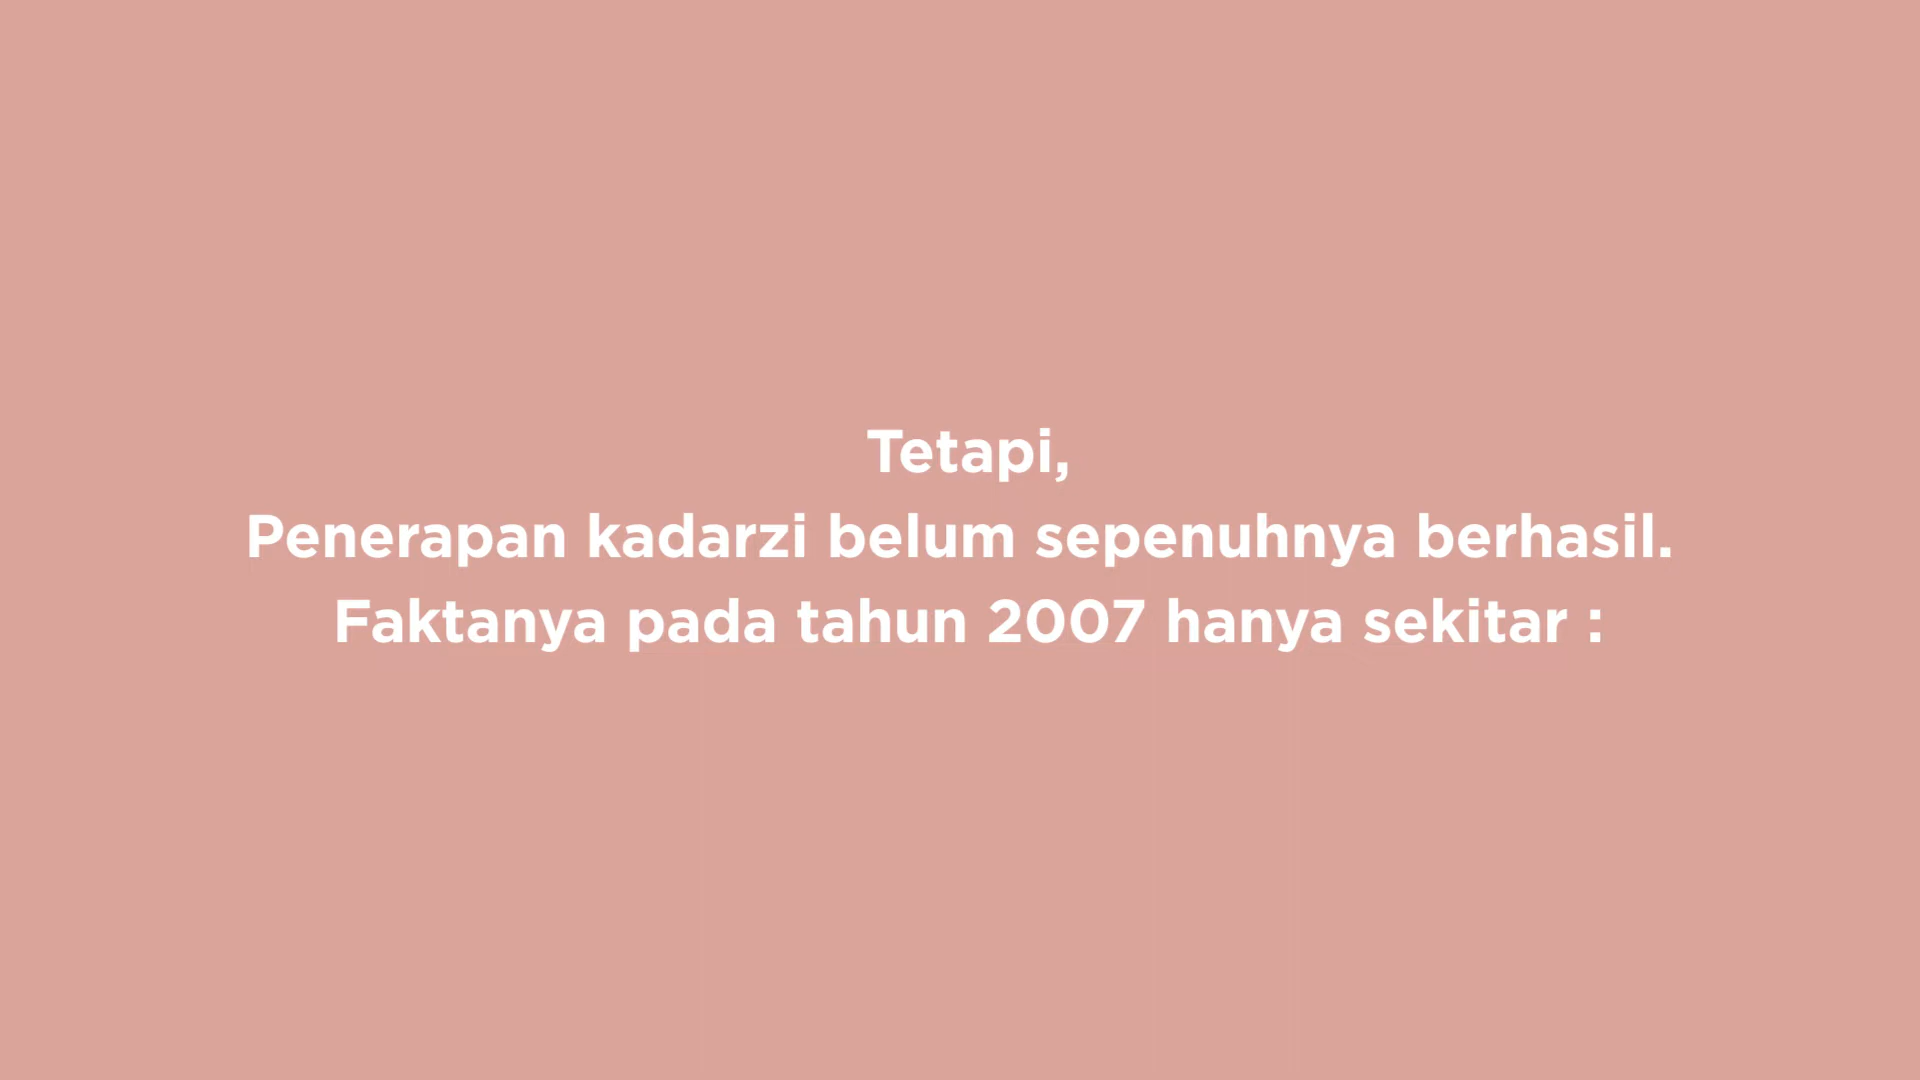 Tetapi,
Penerapan kadarzi belum sepenuhnya berhasil.
Faktanya pada tahun 2007 hanya sekitar :